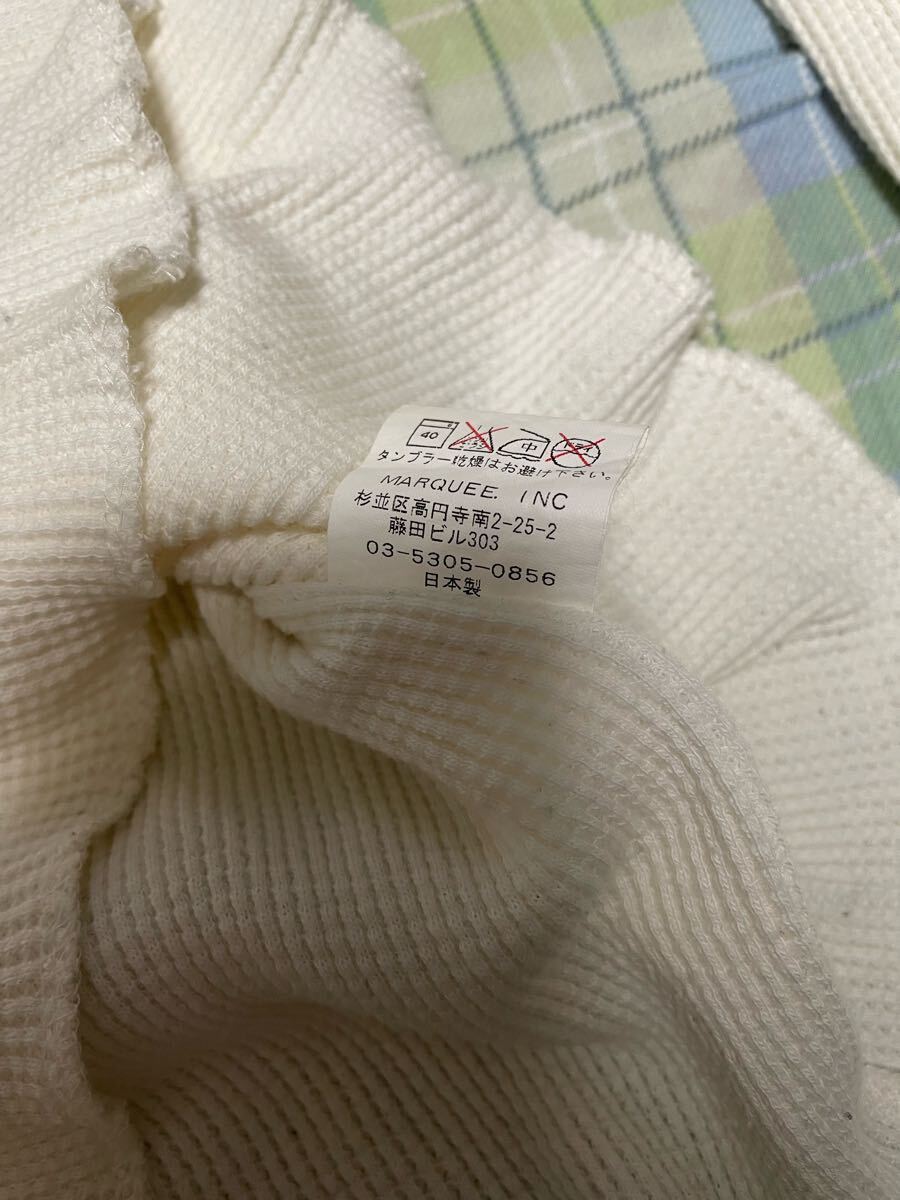 40 中
タンブラー乾燥はお避け下さい。
MARQUEE. INC
杉並区高円寺南2-25-2
藤田ビル303
03-5305-0856
日本製